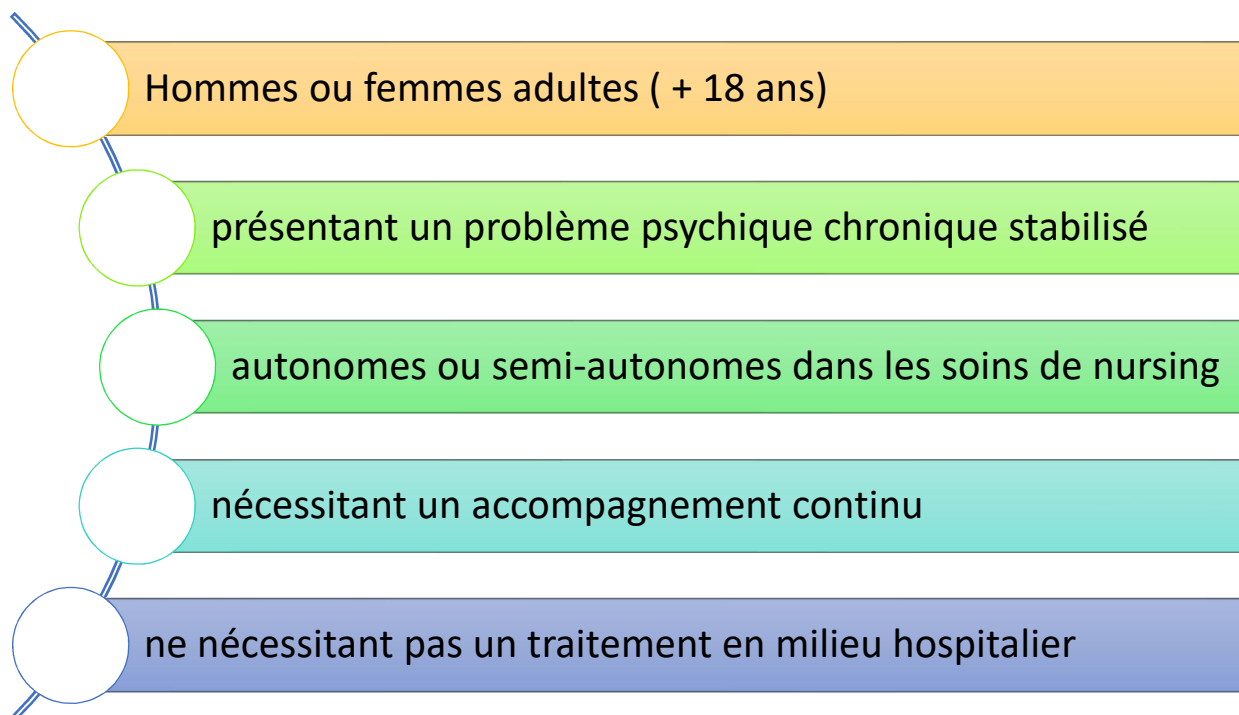 Hommes ou femmes adultes ( + 18 ans)
présentant un problème psychique chronique stabilisé
autonomes ou semi-autonomes dans les soins de nursing
nécessitant un accompagnement continu
ne nécessitant pas un traitement en milieu hospitalier